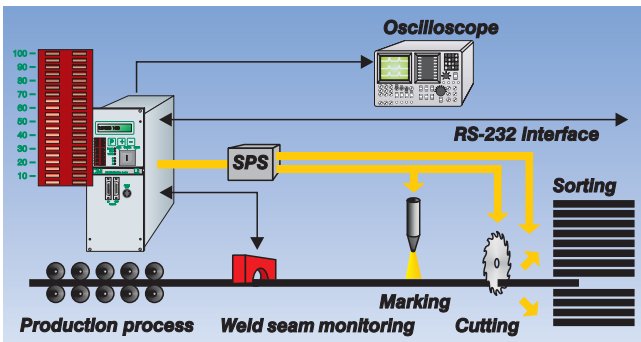 Oscilloscope
100
90
80
70
60
50
40
30
20
10
RS-232 Interface
SPS
Sorting
Marking
Production process
Weld seam monitoring
Cutting